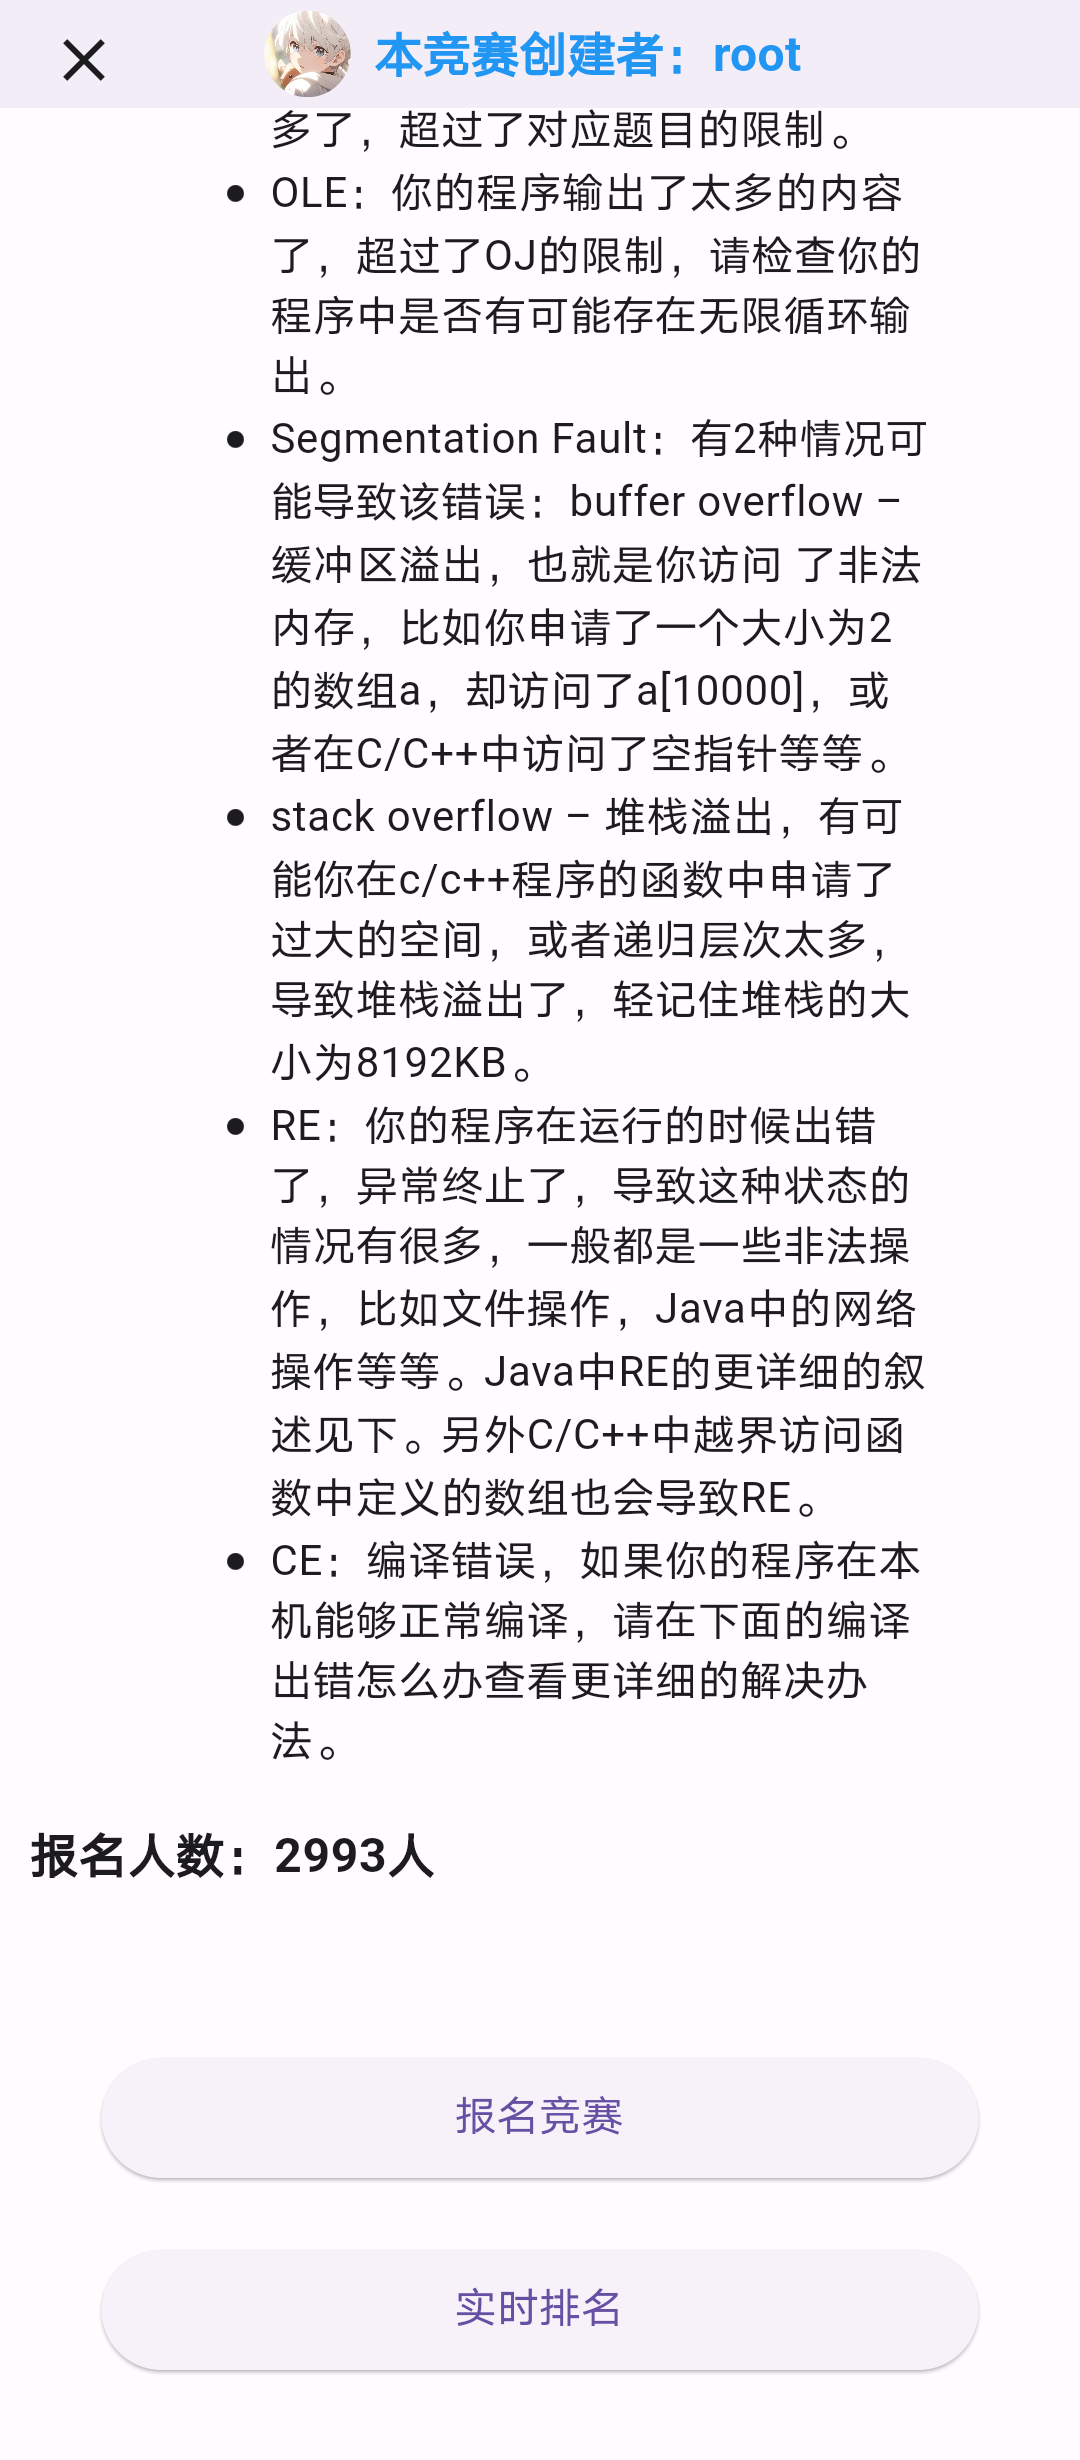 本竞赛创建者：root
多了，超过了对应题目的限制。
OLE：你的程序输出了太多的内容
了，超过了OJ的限制，请检查你的
程序中是否有可能存在无限循环输
出。
Segmentation Fault：有2种情况可
能导致该错误：buffer overflow –
缓冲区溢出，也就是你访问 了非法
内存，比如你申请了一个大小为2
的数组a，却访问了a[10000]，或
者在C/C++中访问了空指针等等。
stack overflow – 堆栈溢出，有可
能你在c/c++程序的函数中申请了
过大的空间，或者递归层次太多，
导致堆栈溢出了，轻记住堆栈的大
小为8192KB。
RE：你的程序在运行的时候出错
了，异常终止了，导致这种状态的
情况有很多，一般都是一些非法操
作，比如文件操作，Java中的网络
操作等等。Java中RE的更详细的叙
述见下。另外C/C++中越界访问函
数中定义的数组也会导致RE。
CE：编译错误，如果你的程序在本
机能够正常编译，请在下面的编译
出错怎么办查看更详细的解决办
法。
报名人数：2993人
报名竞赛
实时排名